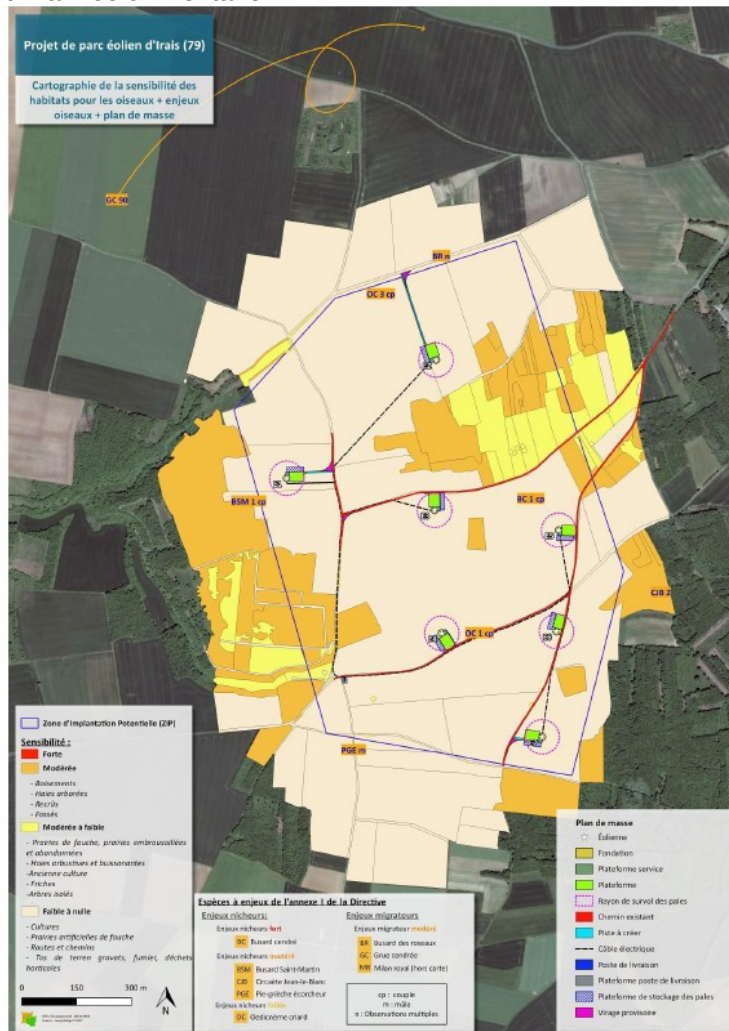 Projet de parc éolien d'Irais (79)
Cartographie de la sensibilité des
habitats pour les oiseaux + enjeux
oiseaux + plan de masse
GC 90
BR n
OC 3 cp
BSM 1 cp
BC 1 cp
CJB 2
OC 1 cp
PGE m
Zone d'Implantation Potentielle (ZIP)
Sensibilité :
Forte
Modérée
- Boisements
- Haies arborées
- Recrûs
- Fossés
Modérée à faible
- Prairies de fauche, prairies embroussaillées
et abandonnées
- Haies arbustives et buissonantes
-Ancienne culture
- Friches
-Arbres isolés
Faible à nulle
- Cultures
- Prairies artificielles de fauche
- Routes et chemins
- Tas de terren gravats, fumier, déchets
horticoles
0 150 300 m
N
Espèces à enjeux de l'annexe I de la Directive
Enjeux nicheurs:
Enjeux nicheurs fort
BC Busard cendré
Enjeux nicheurs modéré
BSM Busard Saint-Martin
CJB Circaète Jean-le-Blanc
PGE Pie-grièche écorcheur
Enjeux nicheurs faible
OC Oedicnème criard
Enjeux migrateurs
Enjeux migrateur modéré
BR Busard des roseaux
GC Grue cendrée
MR Milan royal (hors carte)
cp : couple
m : mâle
n : Observations multiples
Plan de masse
Éolienne
Fondation
Plateforme service
Plateforme
Rayon de survol des pales
Chemin existant
Piste à créer
Câble électrique
Poste de livraison
Plateforme poste de livraison
Plateforme de stockage des pales
Virage provisoire